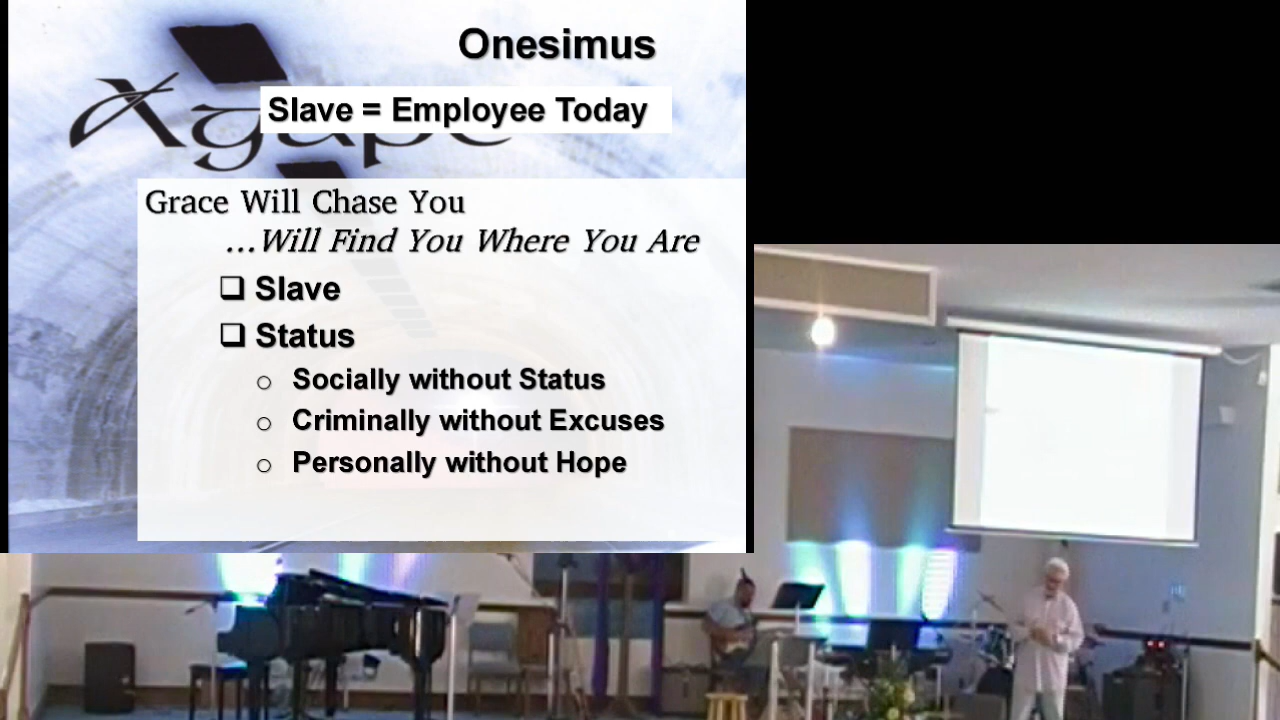 Onesimus
Slave = Employee Today
Agape
Grace Will Chase You
...Will Find You Where You Are
❑ Slave
❑ Status
○ Socially without Status
○ Criminally without Excuses
○ Personally without Hope